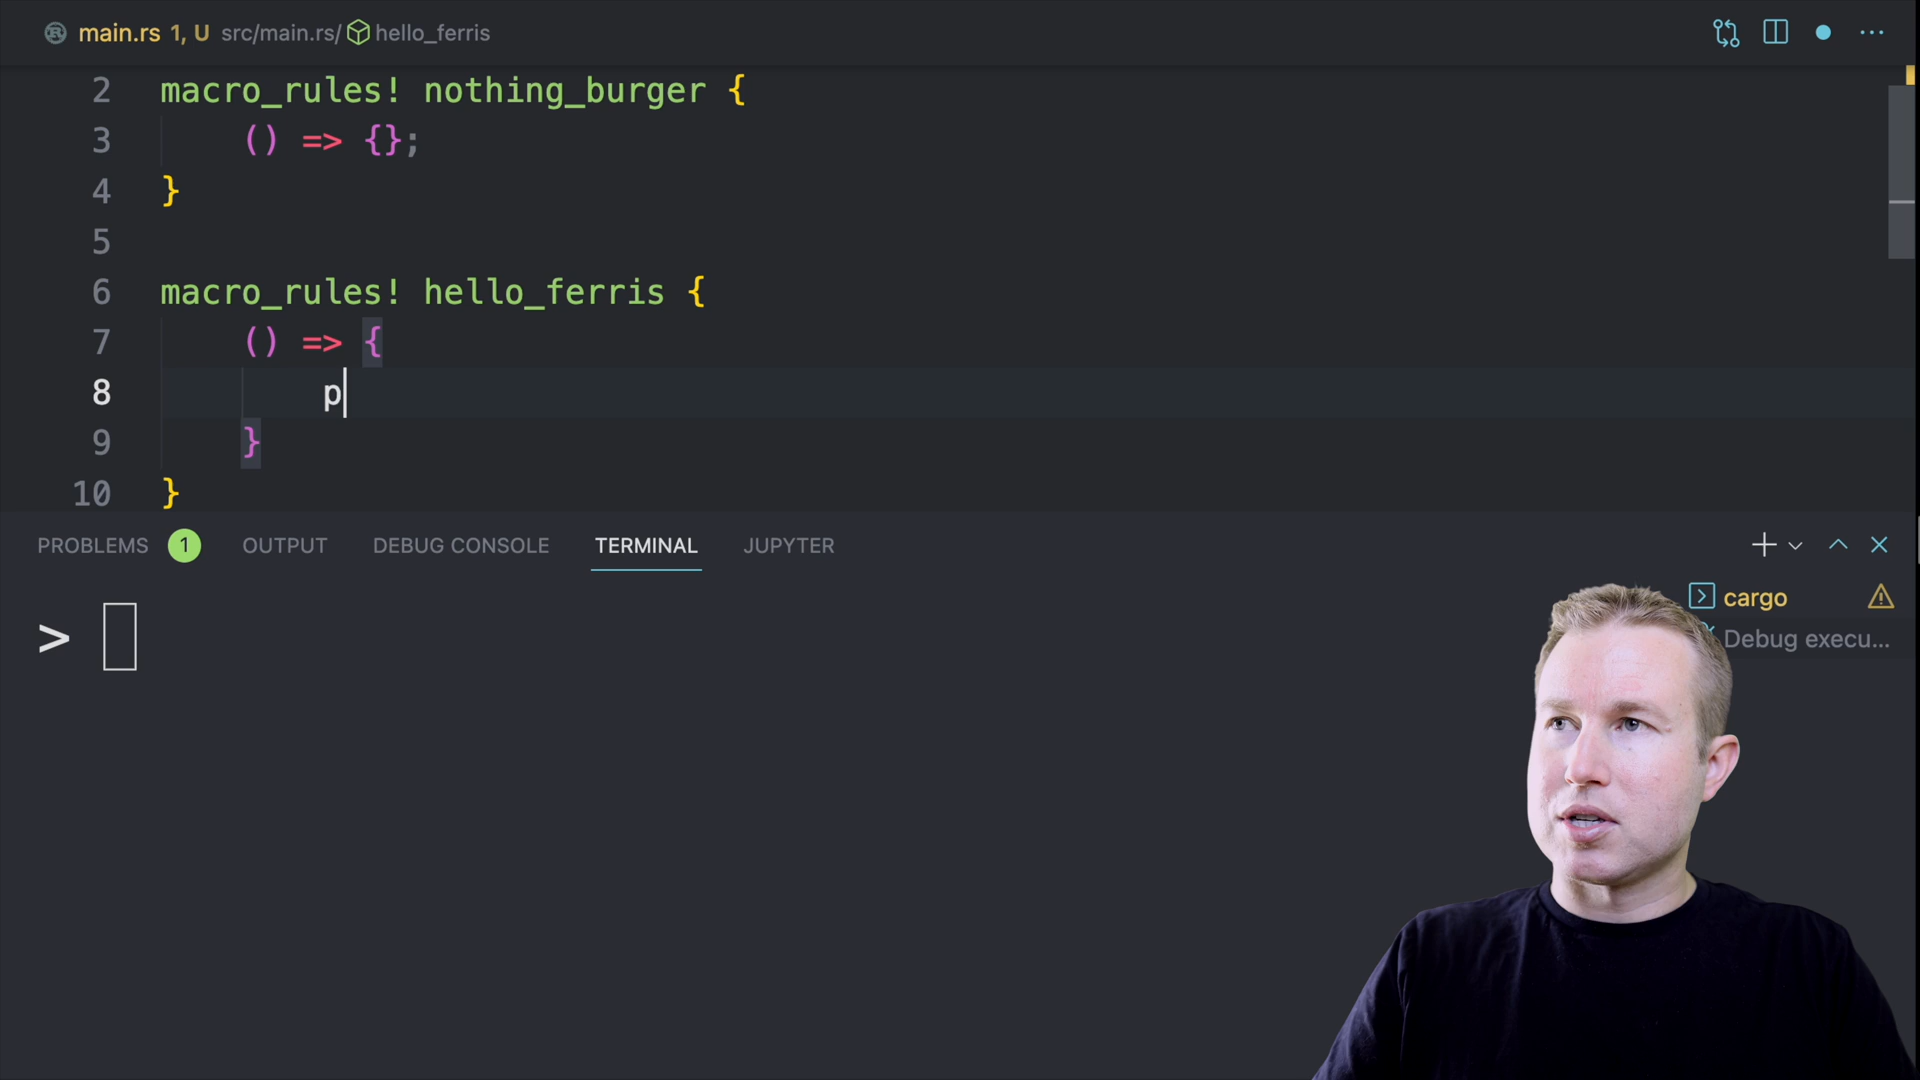 main.rs 1, U src/main.rs/ hello_ferris
2 macro_rules! nothing_burger {
3 () => {};
4 }
5
6 macro_rules! hello_ferris {
7 () => {
8 p
9 }
10 }
PROBLEMS 1 OUTPUT DEBUG CONSOLE TERMINAL JUPYTER
cargo
>
Debug execu...